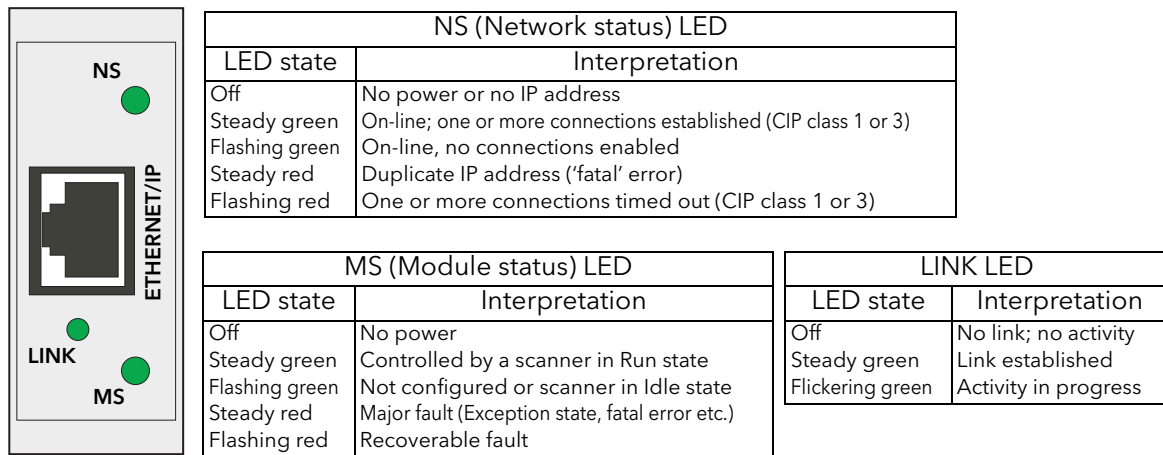 NS
ETHERNET/IP
LINK
MS
NS (Network status) LED
LED state Interpretation
Off No power or no IP address
Steady green On-line; one or more connections established (CIP class 1 or 3)
Flashing green On-line, no connections enabled
Steady red Duplicate IP address (‘fatal’ error)
Flashing red One or more connections timed out (CIP class 1 or 3)
MS (Module status) LED
LED state Interpretation
Off No power
Steady green Controlled by a scanner in Run state
Flashing green Not configured or scanner in Idle state
Steady red Major fault (Exception state, fatal error etc.)
Flashing red Recoverable fault
LINK LED
LED state Interpretation
Off No link; no activity
Steady green Link established
Flickering green Activity in progress